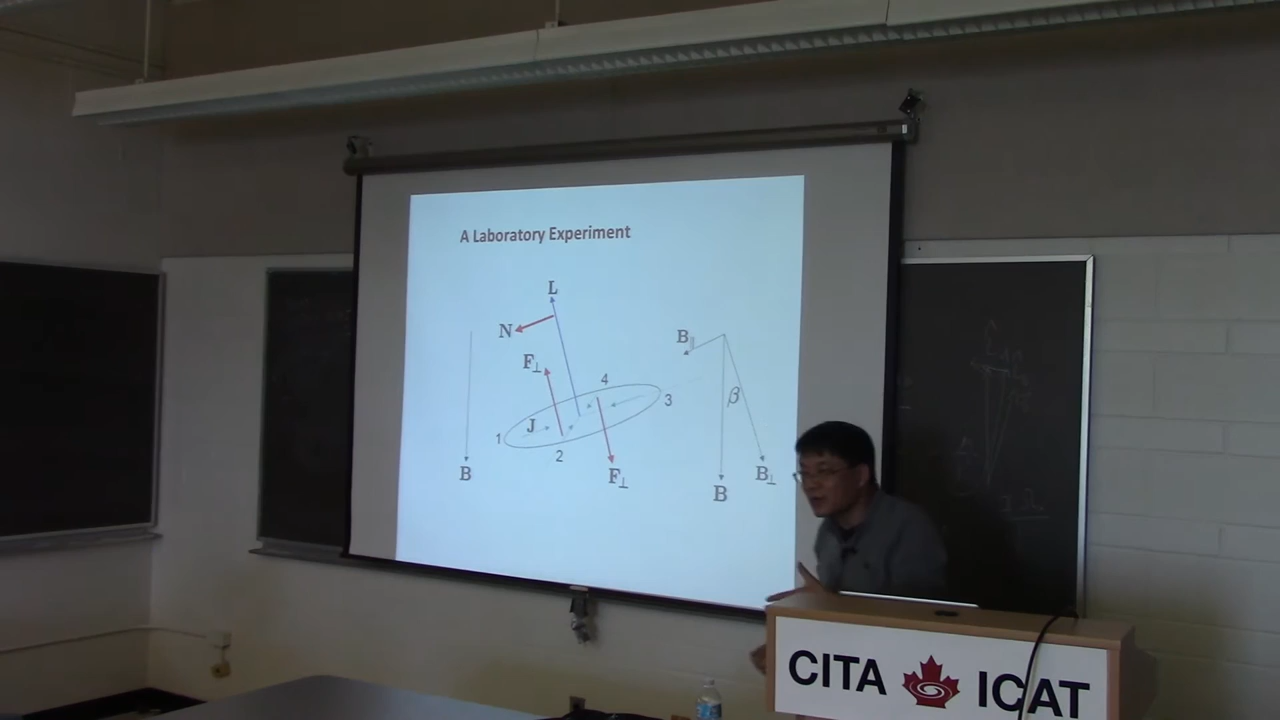 A Laboratory Experiment
L
N
F⊥
B∥
4
3
β
J
1
2
B
F⊥
B⊥
B
CITA ICAT